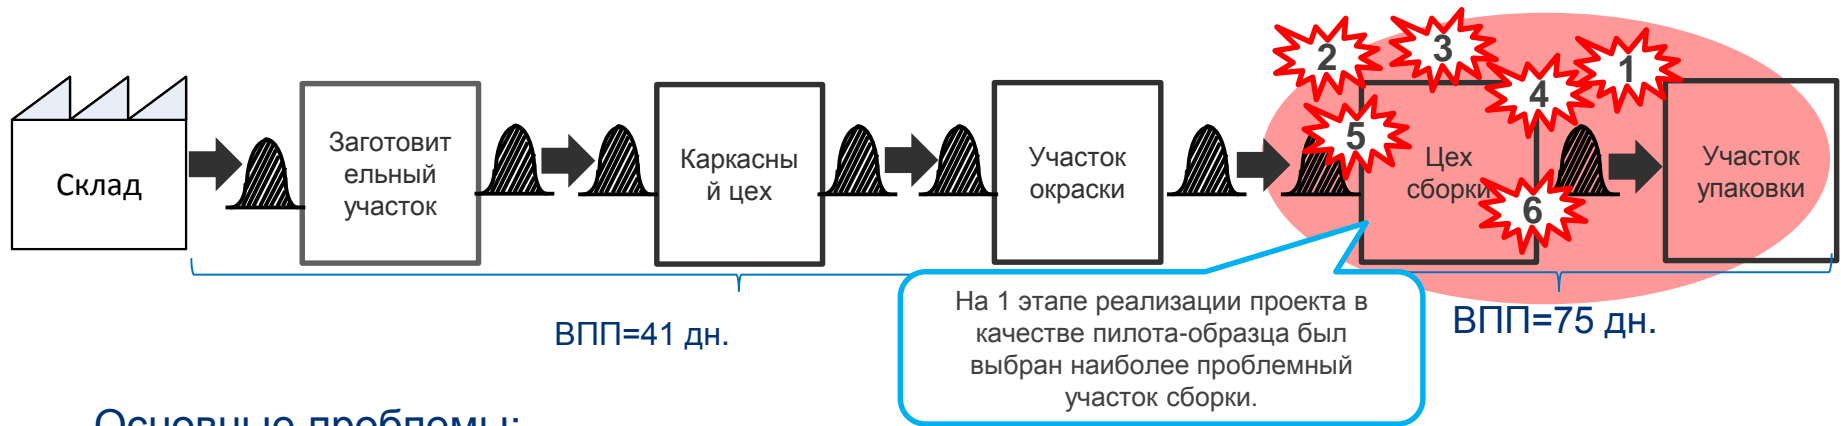 2
3
1
4
5
6
Склад
Заготовит
ельный
участок
Каркасны
й цех
Участок
окраски
Цех
сборки
Участок
упаковки
ВПП=41 дн.
На 1 этапе реализации проекта в
качестве пилота-образца был
выбран наиболее проблемный
участок сборки.
ВПП=75 дн.
Основные проблемы: